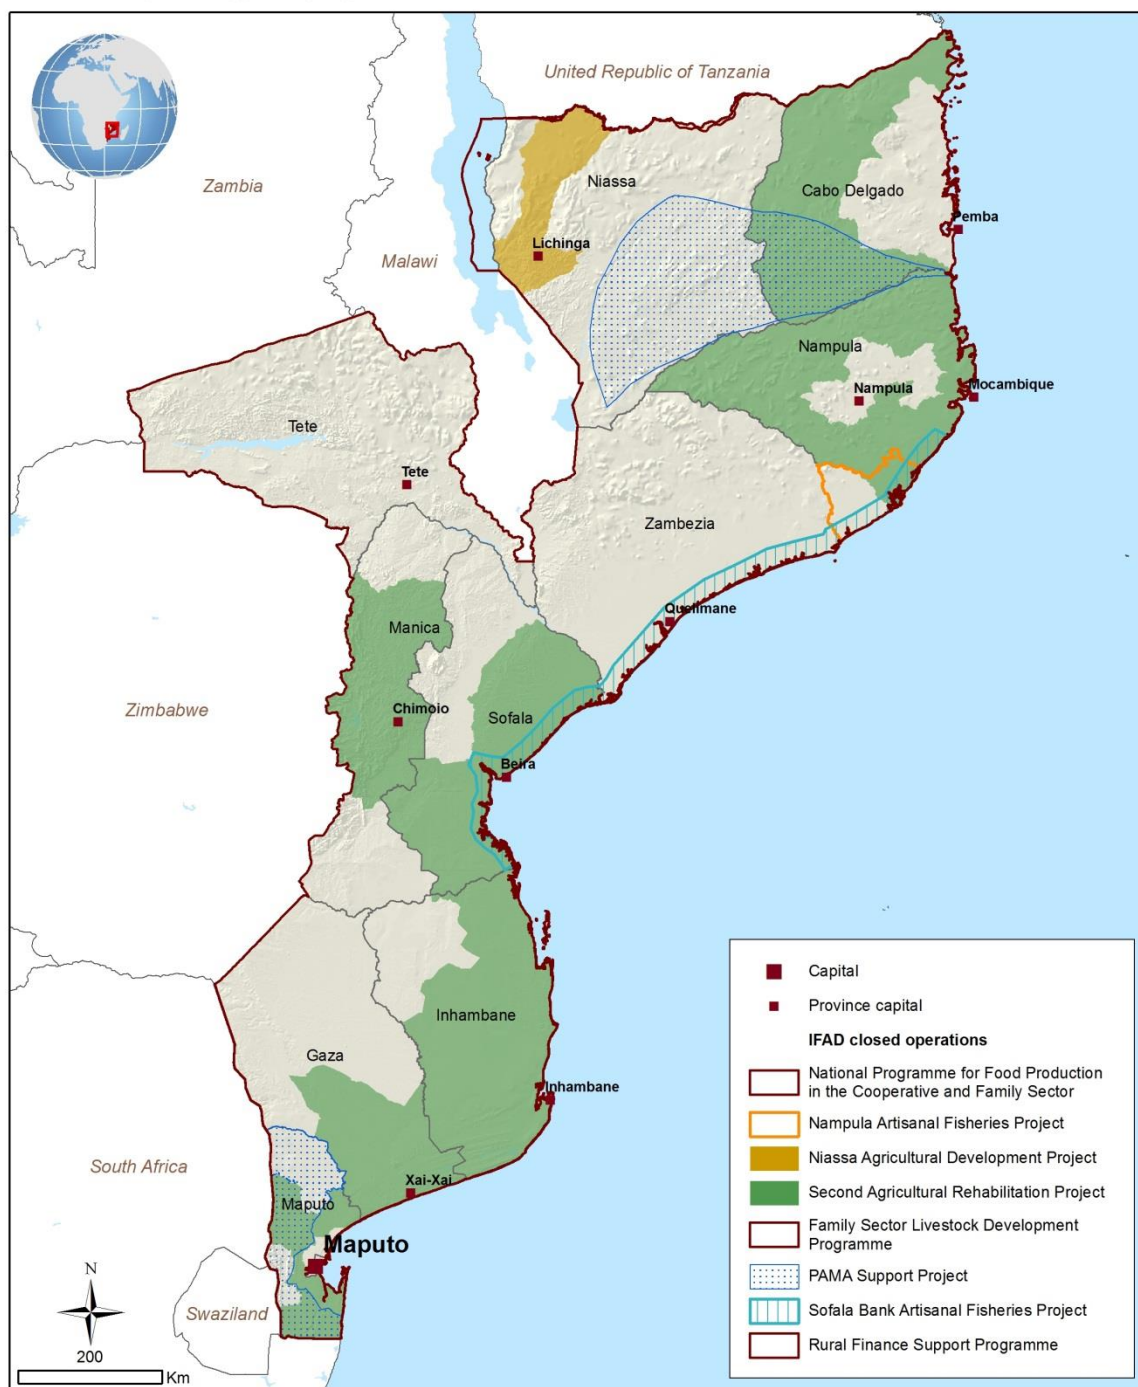 United Republic of Tanzania
Zambia
Niassa
Cabo Delgado
Pemba
Lichinga
Malawi
Nampula
Nampula
Mocambique
Tete
Tete
Zambezia
Quelimane
Manica
Zimbabwe
Chimoio
Sofala
Beira
Inhambane
Gaza
Inhambane
South Africa
Xai-Xai
Maputo
Maputo
Swaziland
N
200
Km
Capital
Province capital
IFAD closed operations
National Programme for Food Production
in the Cooperative and Family Sector
Nampula Artisanal Fisheries Project
Niassa Agricultural Development Project
Second Agricultural Rehabilitation Project
Family Sector Livestock Development
Programme
PAMA Support Project
Sofala Bank Artisanal Fisheries Project
Rural Finance Support Programme